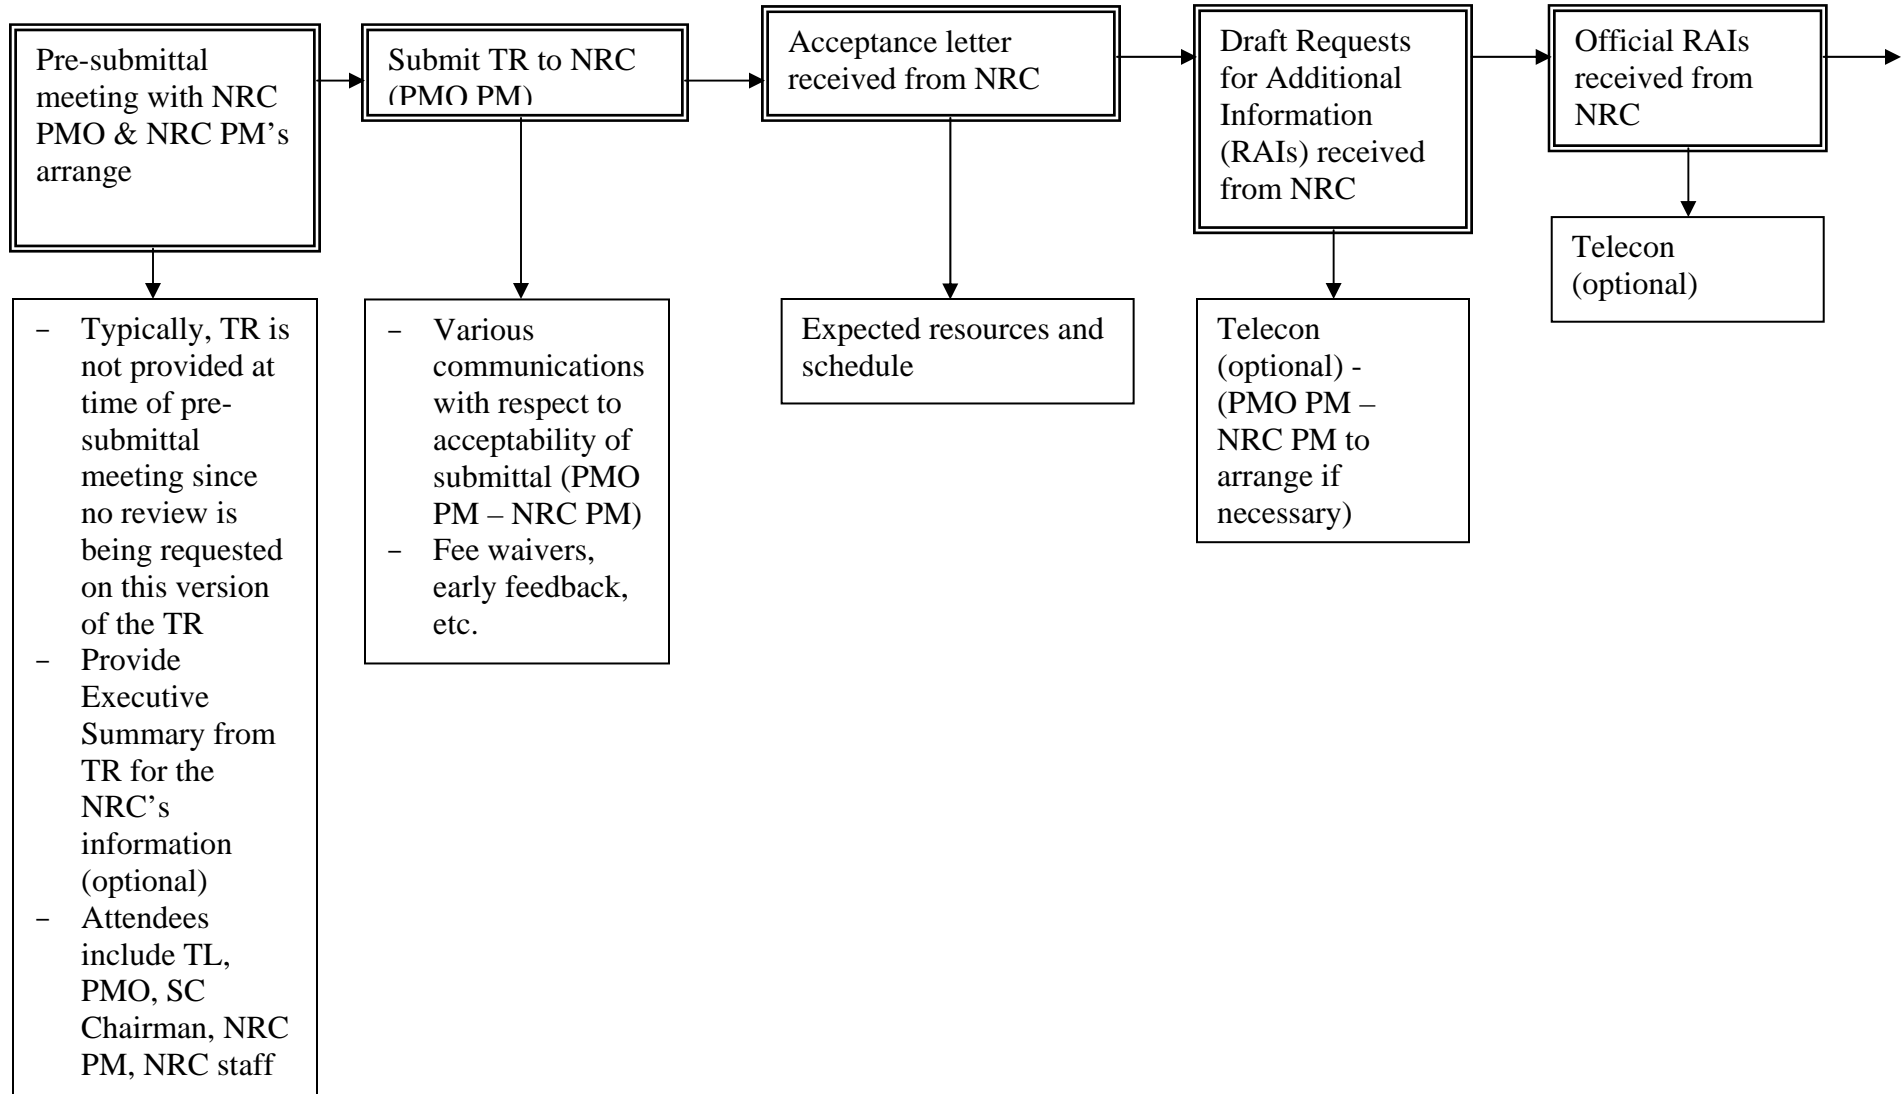 Pre-submittal
meeting with NRC
PMO & NRC PM’s
arrange
Submit TR to NRC
(PMO PM)
Acceptance letter
received from NRC
Draft Requests
for Additional
Information
(RAIs) received
from NRC
Official RAIs
received from
NRC
– Typically, TR is
not provided at
time of pre-
submittal
meeting since
no review is
being requested
on this version
of the TR
– Provide
Executive
Summary from
TR for the
NRC’s
information
(optional)
– Attendees
include TL,
PMO, SC
Chairman, NRC
PM, NRC staff
– Various
communications
with respect to
acceptability of
submittal (PMO
PM – NRC PM)
– Fee waivers,
early feedback,
etc.
Expected resources and
schedule
Telecon
(optional) -
(PMO PM –
NRC PM to
arrange if
necessary)
Telecon
(optional)